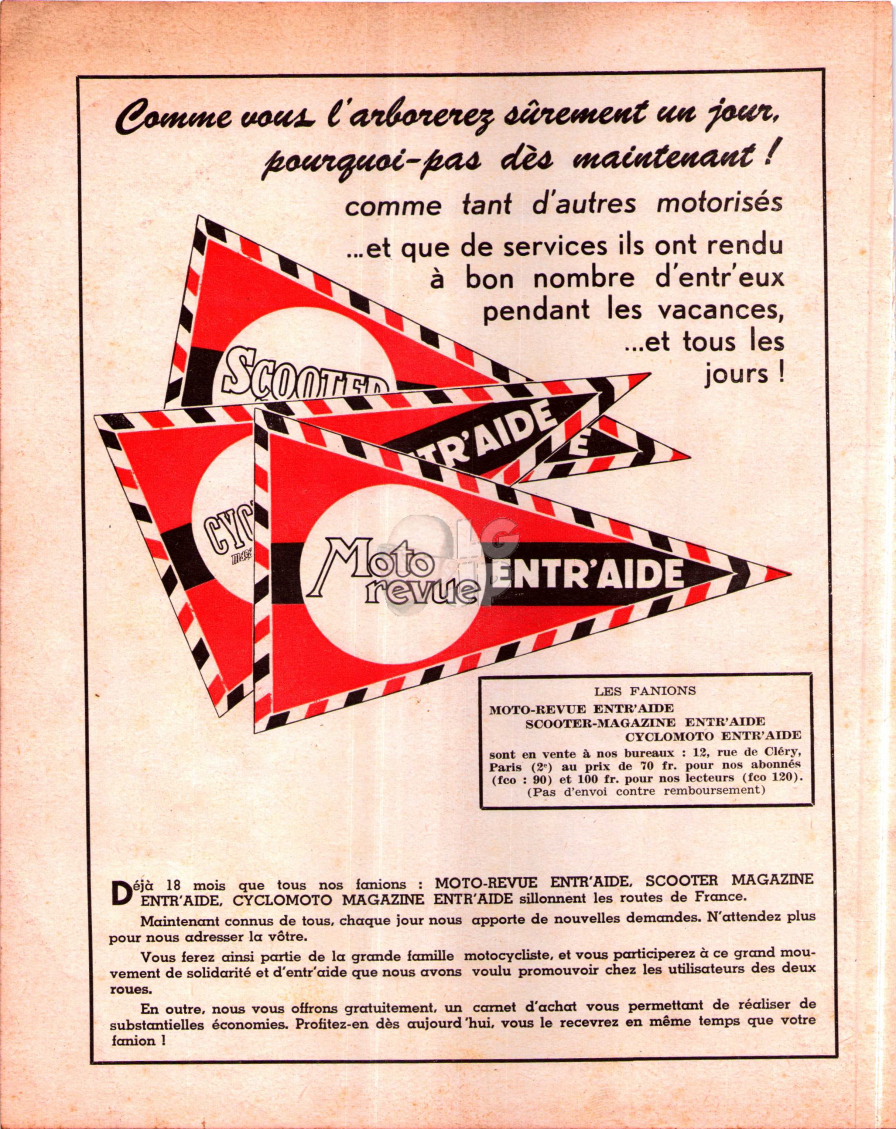 Comme vous l'arborerez sûrement un jour,
pourquoi-pas dès maintenant !
comme tant d'autres motorisés
...et que de services ils ont rendu
à bon nombre d'entr'eux
pendant les vacances,
...et tous les
jours !
SCOOTER
TR'AIDE
E
CYC
Moto
revue
ENTR'AIDE
LG
LES FANIONS
MOTO-REVUE ENTR'AIDE
SCOOTER-MAGAZINE ENTR'AIDE
CYCLOMOTO ENTR'AIDE
sont en vente à nos bureaux : 12, rue de Cléry,
Paris (2e) au prix de 70 fr. pour nos abonnés
(fco : 90) et 100 fr. pour nos lecteurs (fco 120).
(Pas d'envoi contre remboursement)
Déjà 18 mois que tous nos fanions : MOTO-REVUE ENTR'AIDE, SCOOTER MAGAZINE
ENTR'AIDE, CYCLOMOTO MAGAZINE ENTR'AIDE sillonnent les routes de France.
Maintenant connus de tous, chaque jour nous apporte de nouvelles demandes. N'attendez plus
pour nous adresser la vôtre.
Vous ferez ainsi partie de la grande famille motocycliste, et vous participerez à ce grand mou-
vement de solidarité et d'entr'aide que nous avons voulu promouvoir chez les utilisateurs des deux
roues.
En outre, nous vous offrons gratuitement, un carnet d'achat vous permettant de réaliser de
substantielles économies. Profitez-en dès aujourd'hui, vous le recevrez en même temps que votre
fanion !